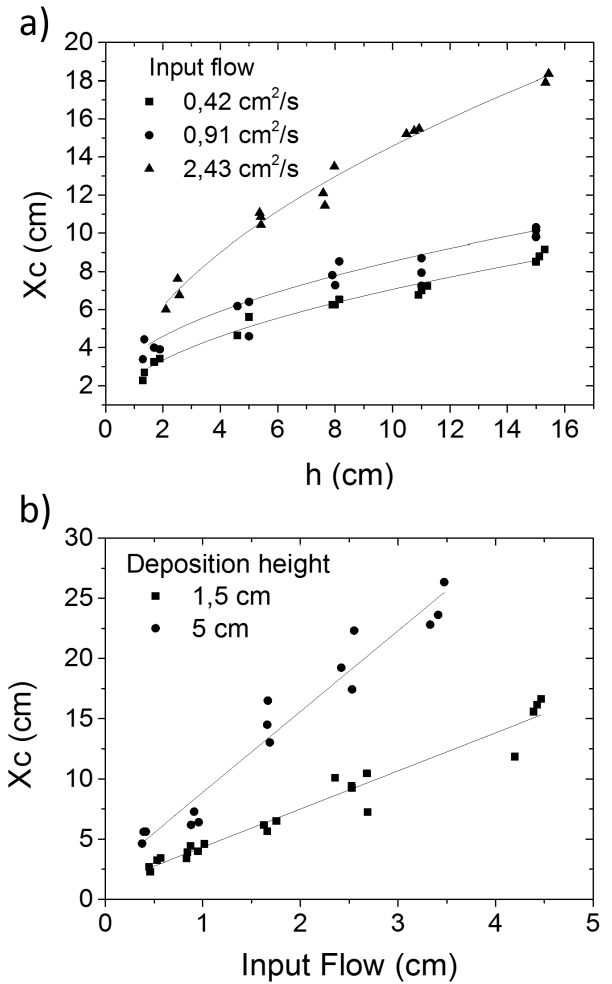 a)
20
18
16
14
12
10
8
6
4
2
Xc (cm)
Input flow
0,42 cm²/s
0,91 cm²/s
2,43 cm²/s
0 2 4 6 8 10 12 14 16
h (cm)
b)
30
25
20
15
10
5
0
Xc (cm)
Deposition height
1,5 cm
5 cm
0 1 2 3 4 5
Input Flow (cm)